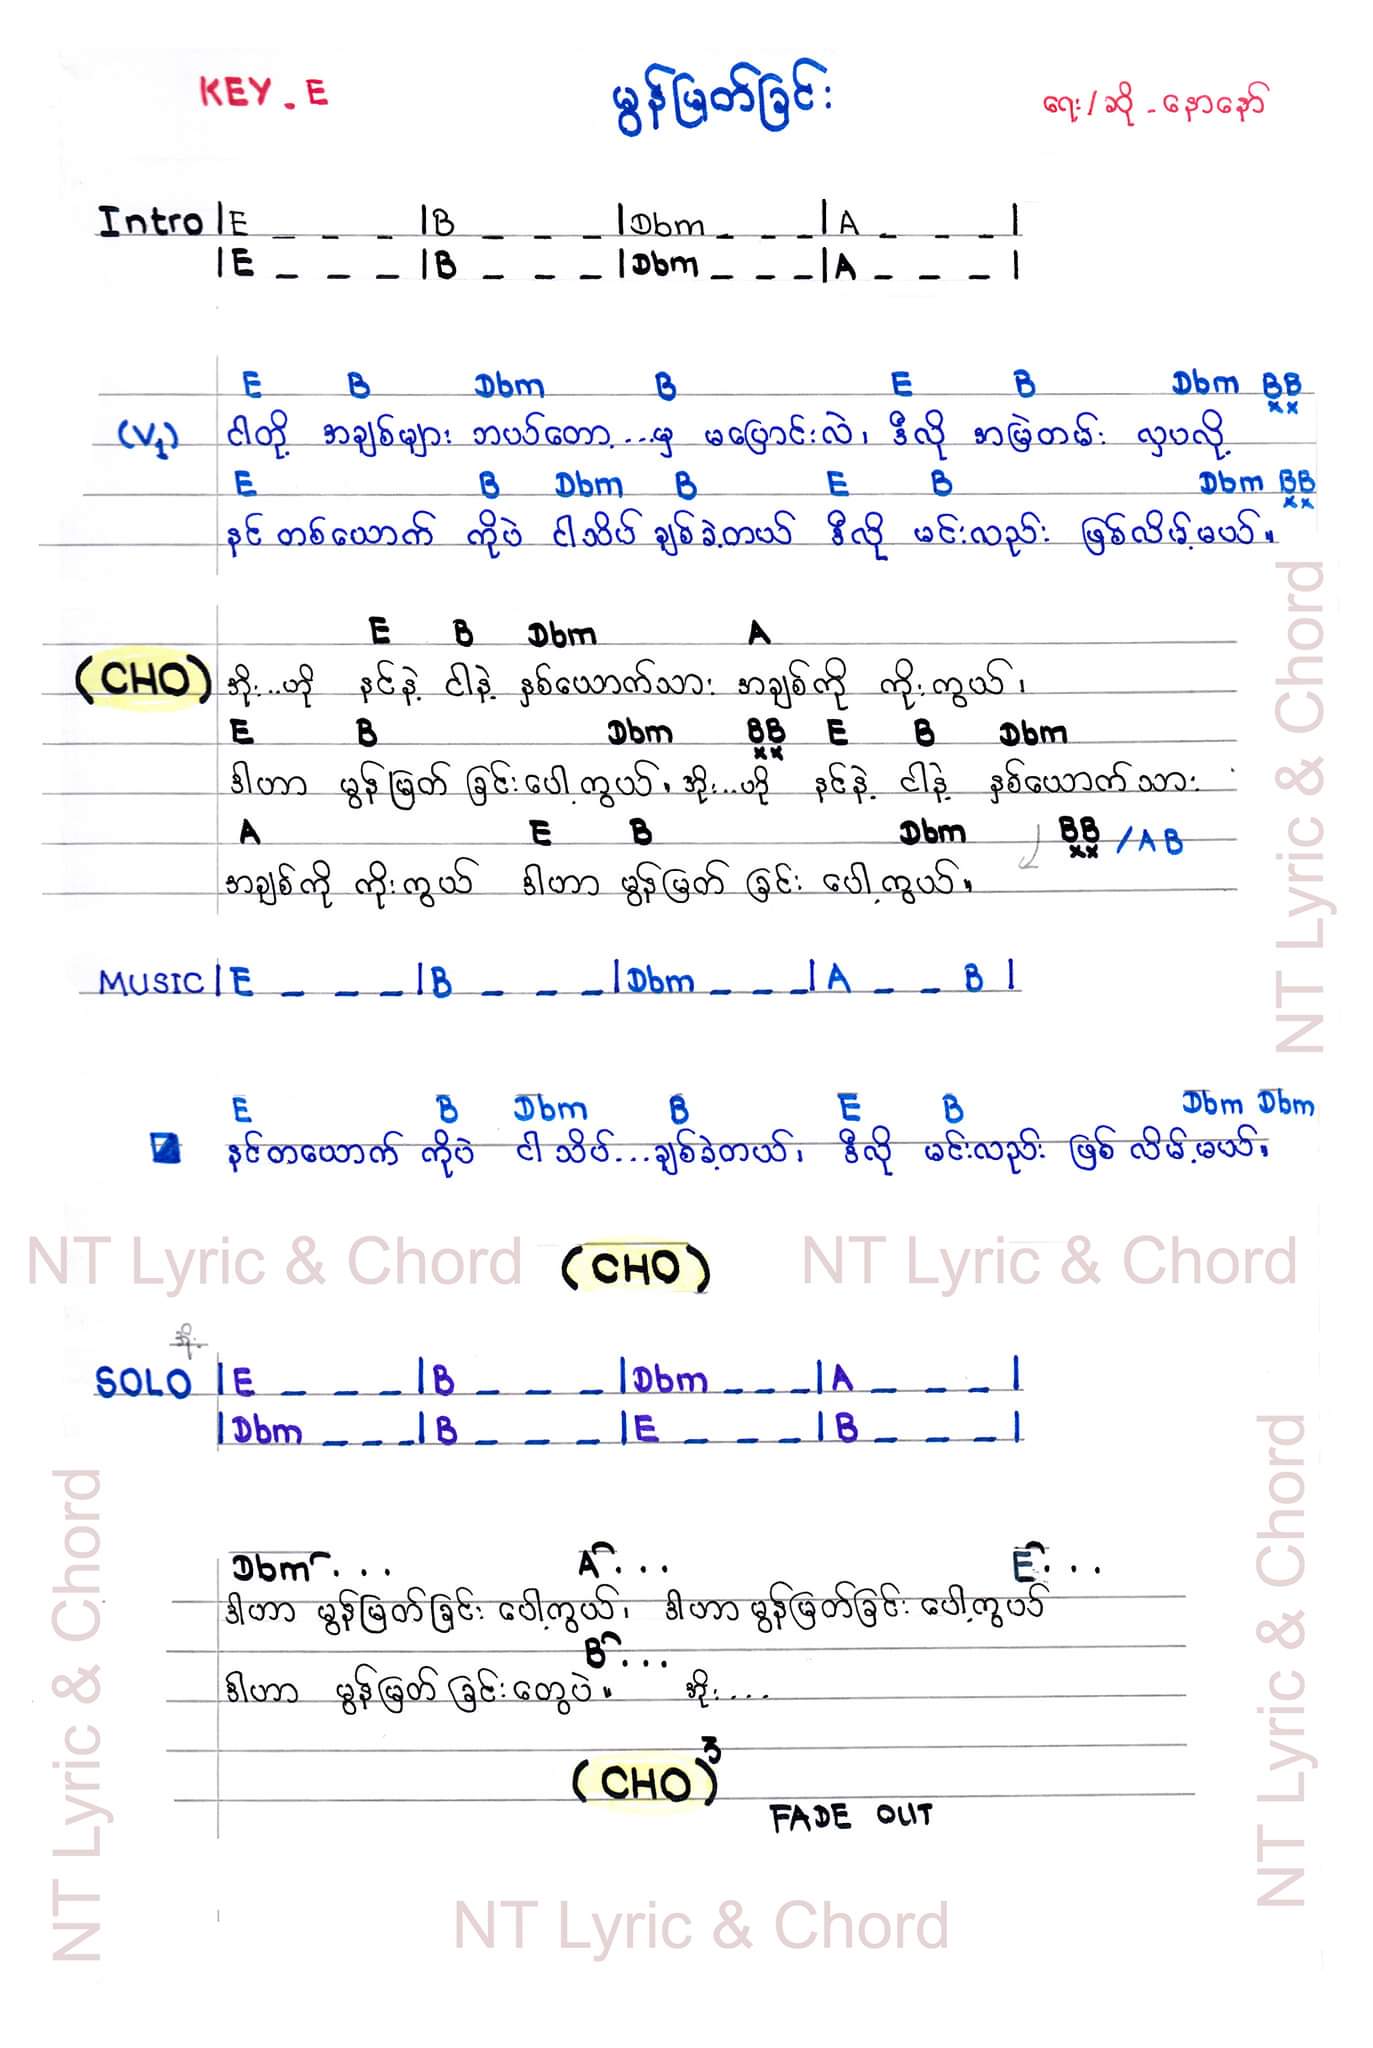 KEY. E
မွန်မြတ်ခြင်း
ရေး/ဆို - နောနော်
Intro |E _ _ _ |B _ _ _ |Dbm _ _ _ |A _ _ _ |
|E _ _ _ |B _ _ _ |Dbm _ _ _ |A _ _ _ |
E B Dbm B E B Dbm BB
xx
(V1) ငါတို့ အချစ်များ ဘယ်တော့...မှ မပြောင်းလဲ၊ ဒီလို အမြဲတမ်း လှပလို့
E B Dbm B E B Dbm BB
xx
နင် တစ်ယောက် ကိုပဲ ငါသိပ် ချစ်ခဲ့တယ် ဒီလို မင်းလည်း ဖြစ်လိမ့်မယ်။
E B Dbm A
(CHO) အိုး...ဟို နင်နဲ့ ငါနဲ့ နှစ်ယောက်သား အချစ်ကို ကိုးကွယ်၊
E B Dbm BB E B Dbm
xx
ဒါဟာ မွန်မြတ် ခြင်းပေါ့ကွယ်၊ အိုး...ဟို နင်နဲ့ ငါနဲ့ နှစ်ယောက်သား
A E B Dbm BB / A B
xx
အချစ်ကို ကိုးကွယ် ဒါဟာ မွန်မြတ် ခြင်း ပေါ့ကွယ်။
MUSIC |E _ _ _ |B _ _ _ |Dbm _ _ _ |A _ _ B |
E B Dbm B E B Dbm Dbm
နင်တယောက် ကိုပဲ ငါသိပ်...ချစ်ခဲ့တယ်၊ ဒီလို မင်းလည်း ဖြစ် လိမ့်မယ်။
NT Lyric & Chord
(CHO)
NT Lyric & Chord
အိုး
SOLO |E _ _ _ |B _ _ _ |Dbm _ _ _ |A _ _ _ |
|Dbm _ _ _ |B _ _ _ |E _ _ _ |B _ _ _ |
Dbm... A... E...
ဒါဟာ မွန်မြတ်ခြင်း ပေါ့ကွယ်၊ ဒါဟာ မွန်မြတ်ခြင်း ပေါ့ကွယ်
B...
ဒါဟာ မွန်မြတ် ခြင်းတွေပဲ။ အိုး....
(CHO)3
FADE OUT
NT Lyric & Chord
NT Lyric & Chord
NT Lyric & Chord
NT Lyric & Chord